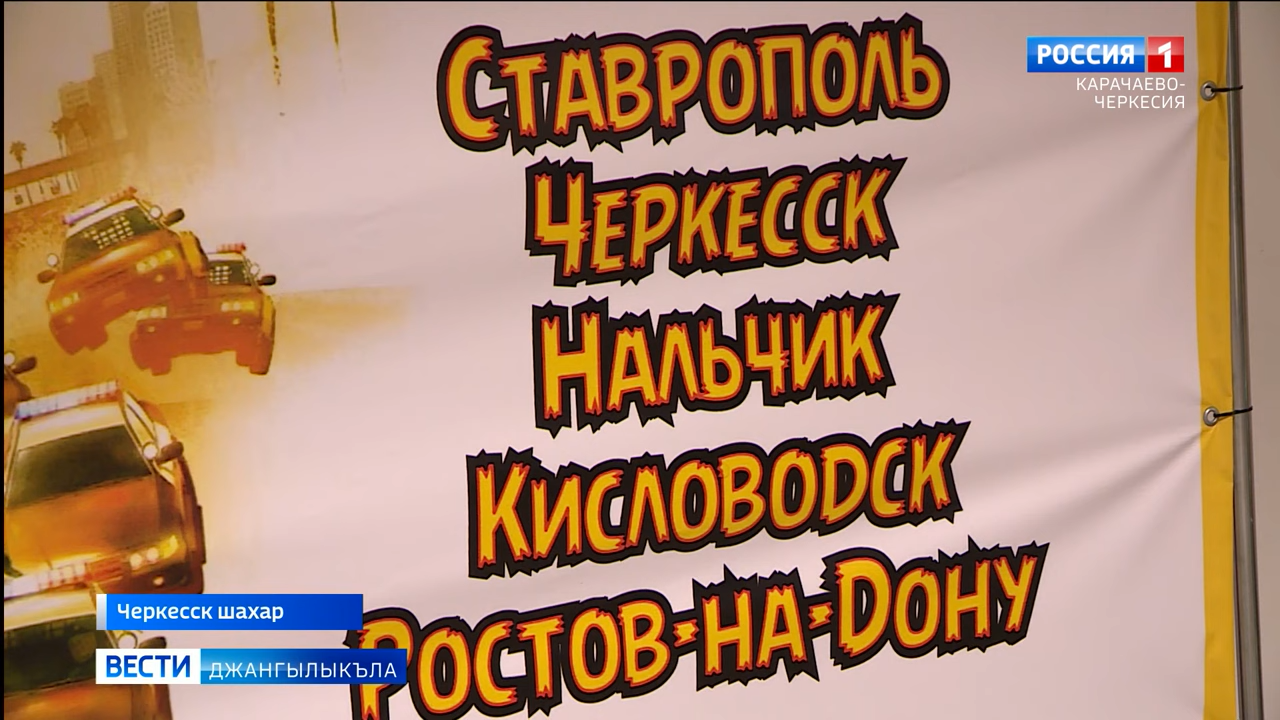 Ставрополь
РОССИЯ 1
КАРАЧАЕВО-
ЧЕРКЕСИЯ
Черкесск
Нальчик
Кисловодск
Ростов-на-Дону
Черкесск шахар
ВЕСТИ ДЖАНГЫЛЫКЪЛА